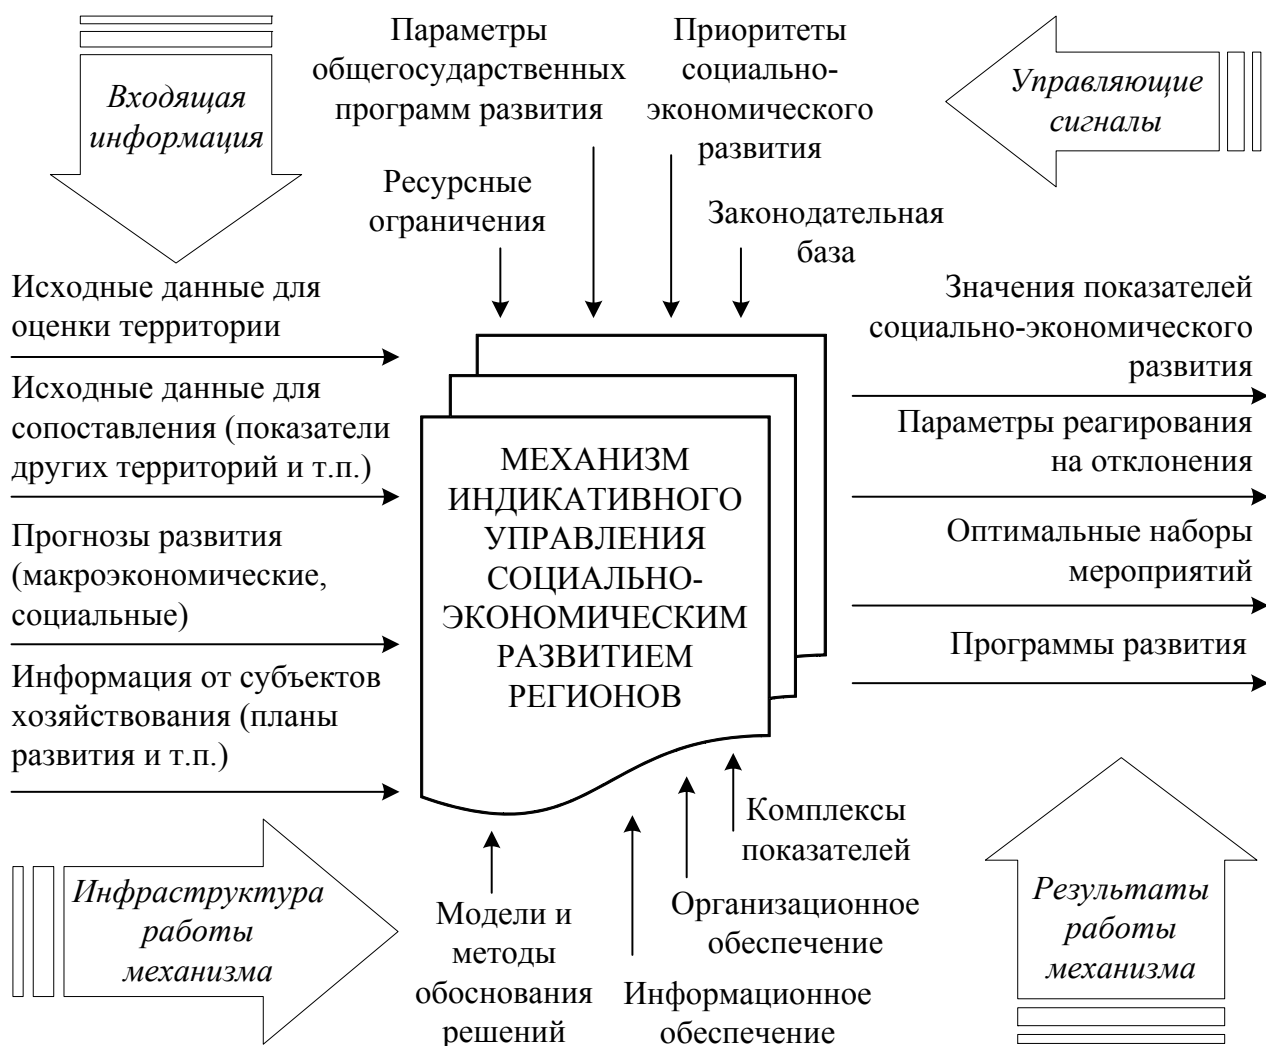 Входящая
информация
Параметры
общегосударственных
программ развития
Приоритеты
социально-
экономического
развития
Управляющие
сигналы
Ресурсные
ограничения
Законодательная
база
Исходные данные для
оценки территории
Исходные данные для
сопоставления (показатели
других территорий и т.п.)
Прогнозы развития
(макроэкономические,
социальные)
Информация от субъектов
хозяйствования (планы
развития и т.п.)
МЕХАНИЗМ
ИНДИКАТИВНОГО
УПРАВЛЕНИЯ
СОЦИАЛЬНО-
ЭКОНОМИЧЕСКИМ
РАЗВИТИЕМ
РЕГИОНОВ
Значения показателей
социально-экономического
развития
Параметры реагирования
на отклонения
Оптимальные наборы
мероприятий
Программы развития
Инфраструктура
работы
механизма
Модели и
методы
обоснования
решений
Информационное
обеспечение
Организационное
обеспечение
Комплексы
показателей
Результаты
работы
механизма